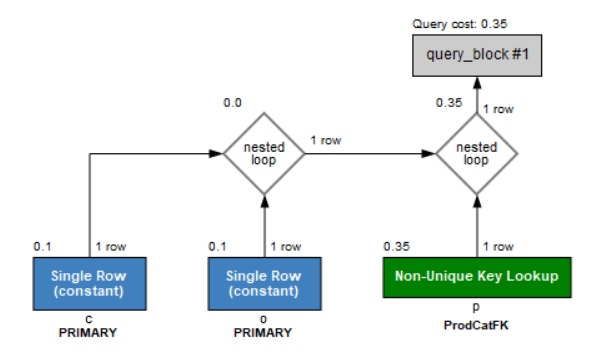 Query cost: 0.35
query_block #1
0.0
0.35
1 row
nested
loop
1 row
nested
loop
0.1
1 row
0.1
1 row
0.35
1 row
Single Row
(constant)
Single Row
(constant)
Non-Unique Key Lookup
c
PRIMARY
o
PRIMARY
p
ProdCatFK